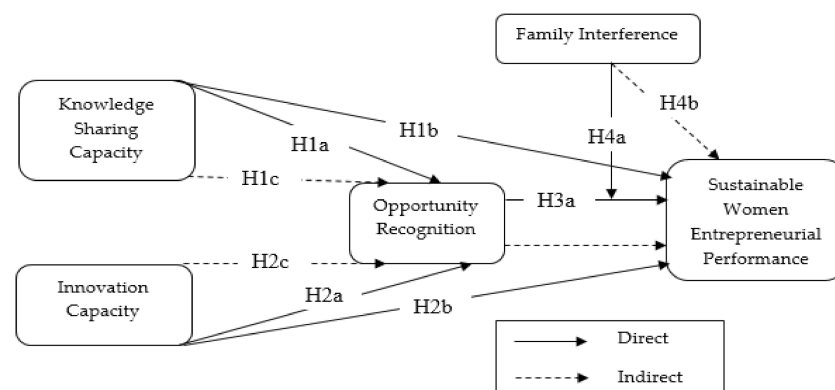 Family Interference
Knowledge
Sharing
Capacity
H1b
H4b
H4a
H1a
H1c
Opportunity
Recognition
H3a
Sustainable
Women
Entrepreneurial
Performance
Innovation
Capacity
H2c
H2a
H2b
Direct
Indirect